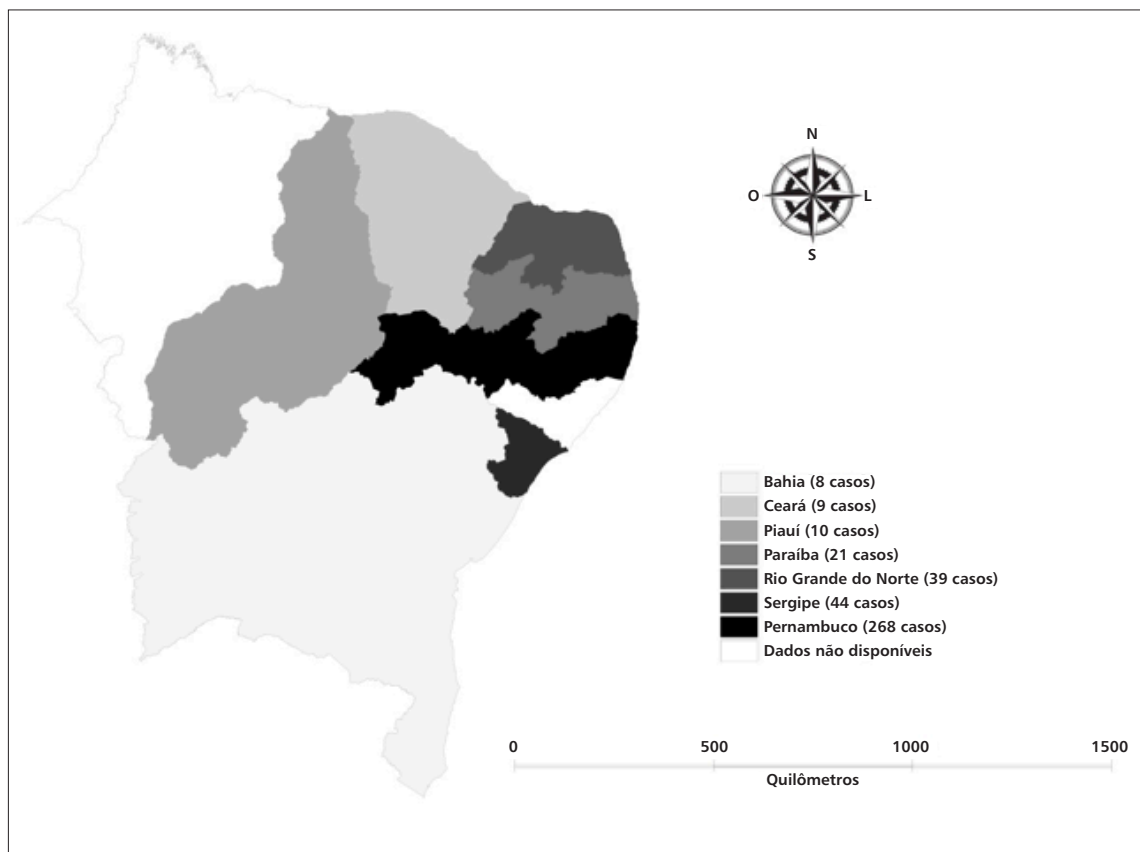 N
O
L
S
Bahia (8 casos)
Ceará (9 casos)
Piauí (10 casos)
Paraíba (21 casos)
Rio Grande do Norte (39 casos)
Sergipe (44 casos)
Pernambuco (268 casos)
Dados não disponíveis
0 500 1000 1500
Quilômetros